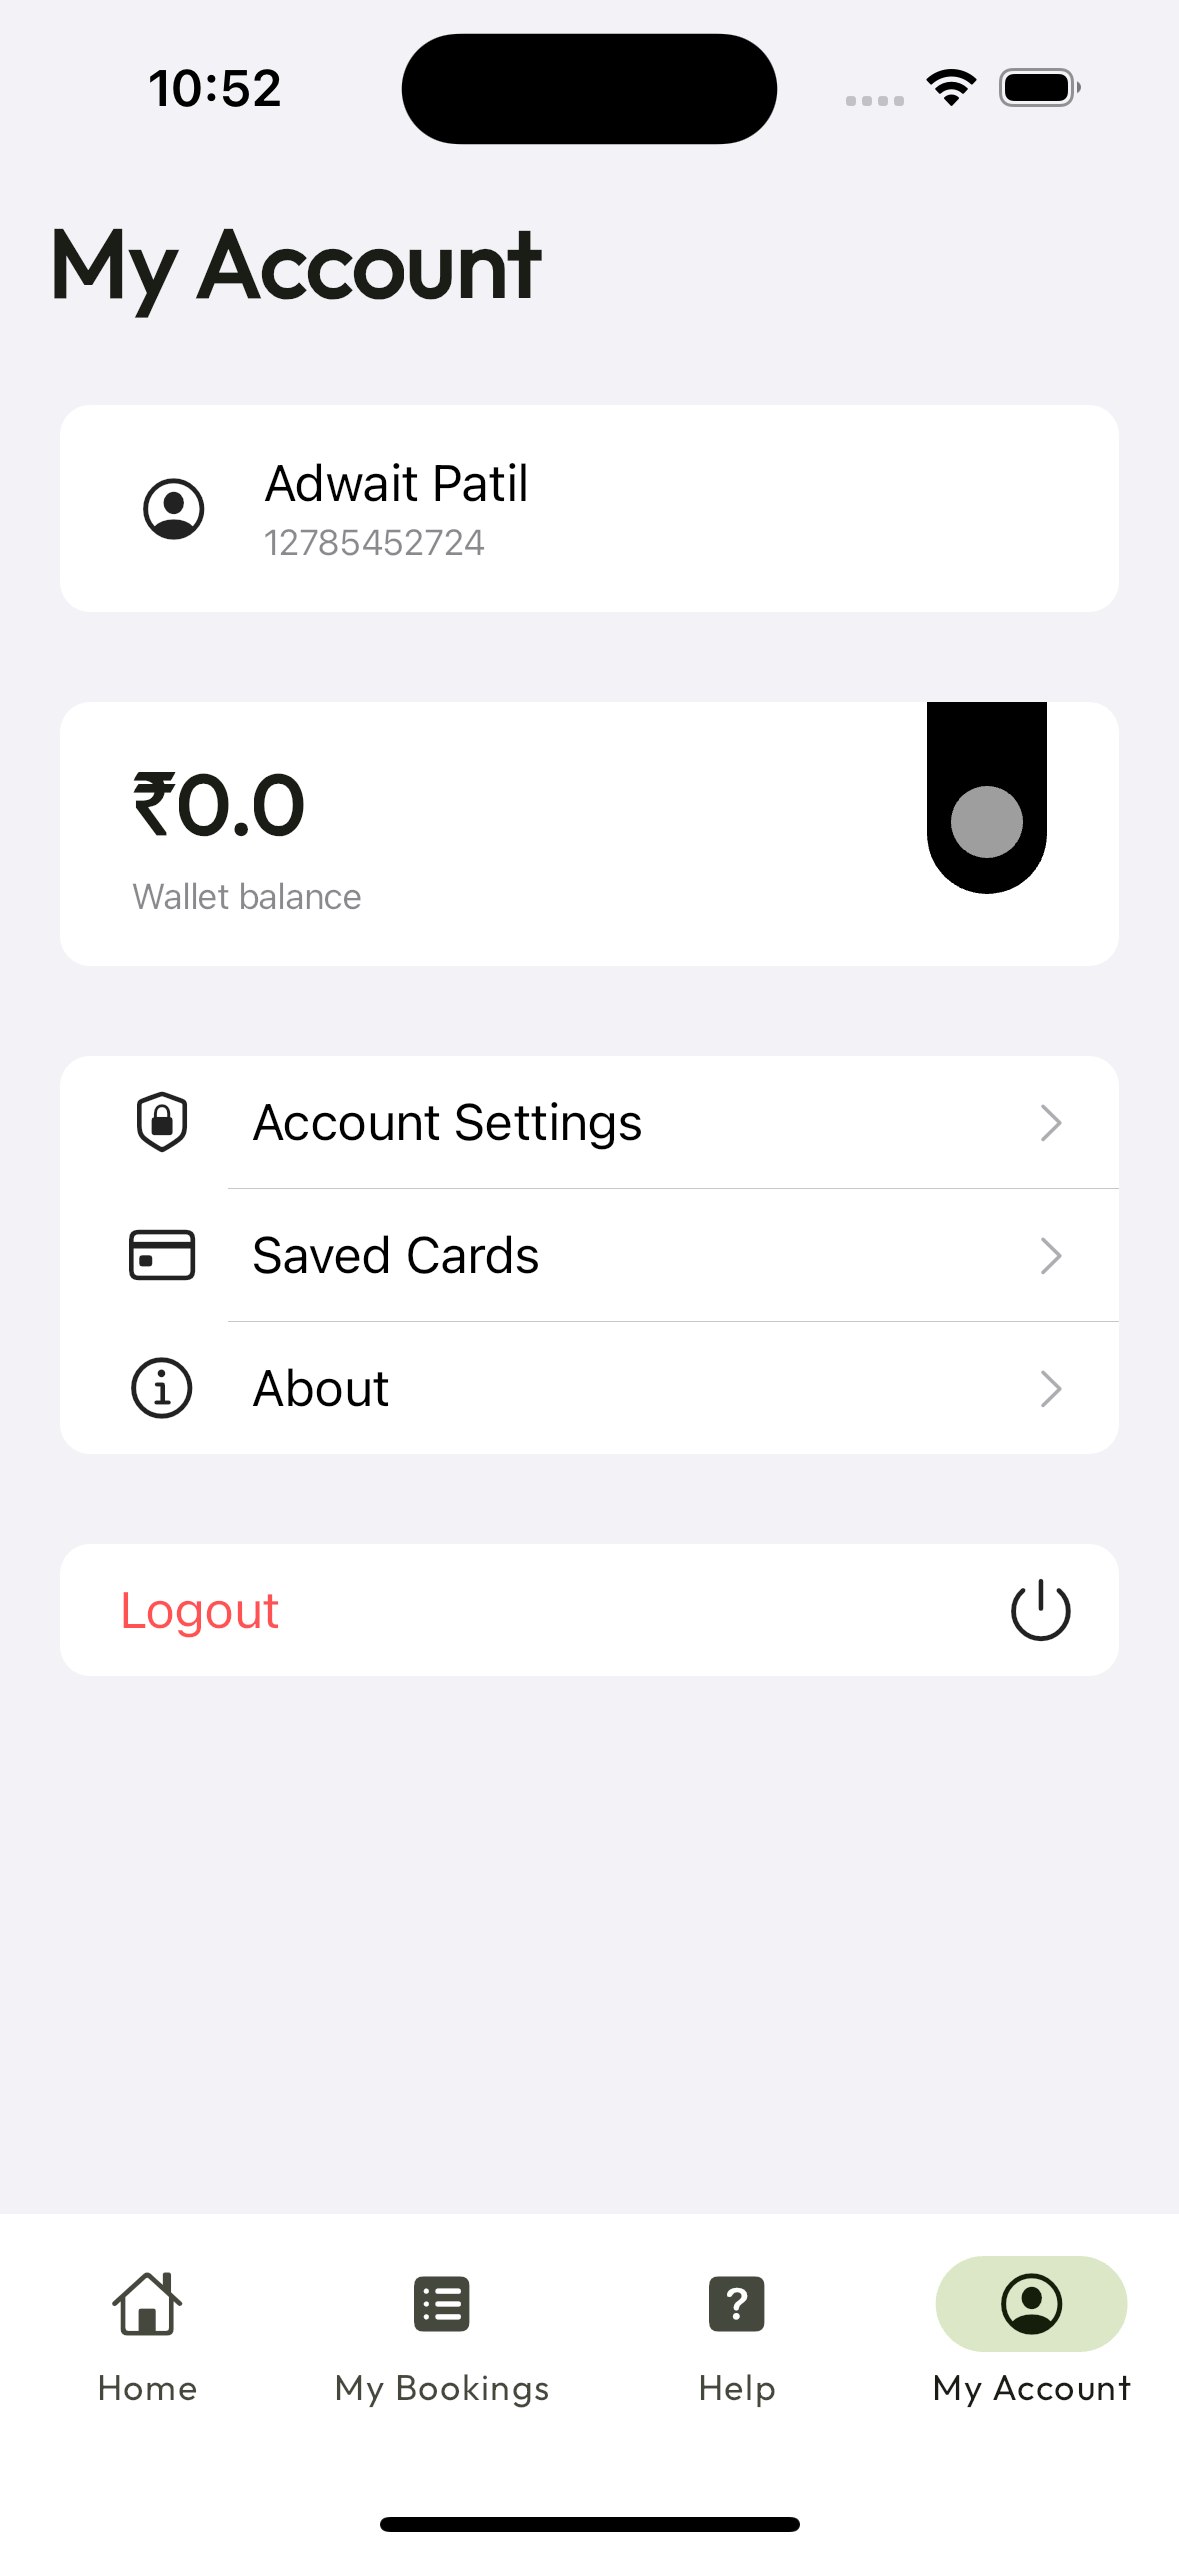 10:52
My Account
Adwait Patil
12785452724
₹0.0
Wallet balance
Account Settings
Saved Cards
About
Logout
Home
My Bookings
Help
My Account